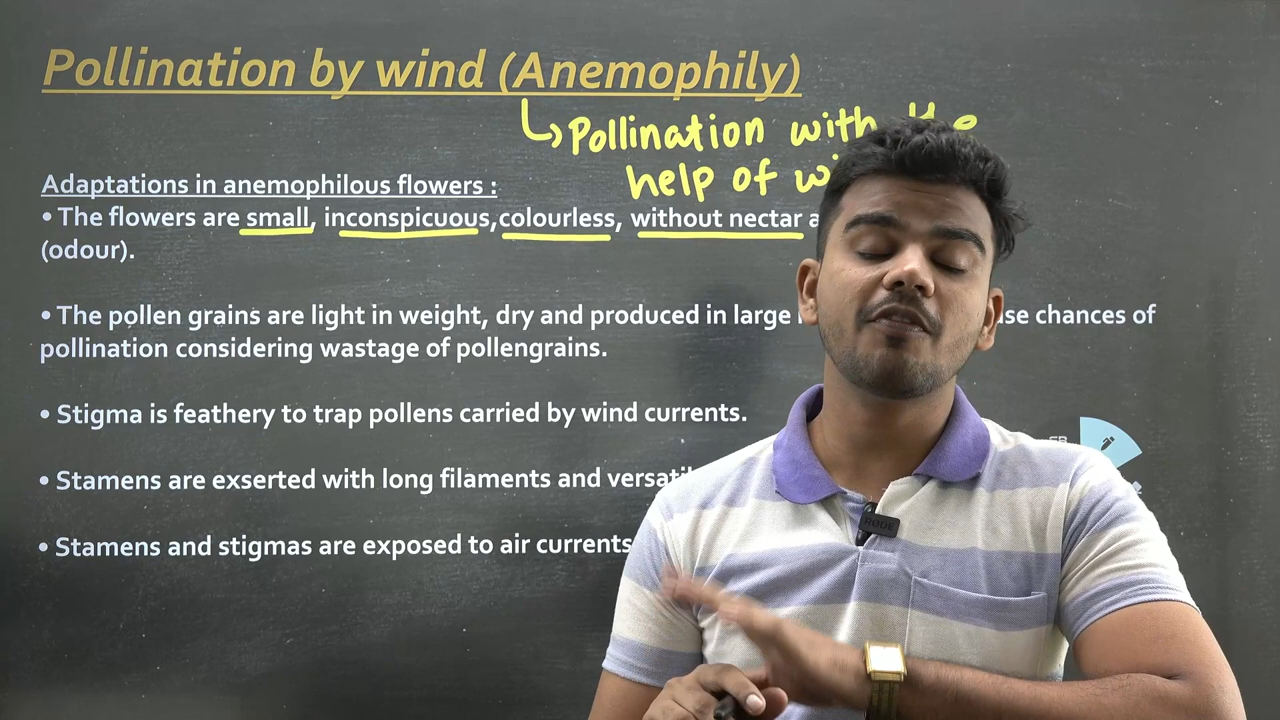 Pollination by wind (Anemophily)
Pollination with the
help of
Adaptations in anemophilous flowers :
• The flowers are small, inconspicuous, colourless, without nectar
(odour).
• The pollen grains are light in weight, dry and produced in large chances of
pollination considering wastage of pollengrains.
• Stigma is feathery to trap pollens carried by wind currents.
• Stamens are exserted with long filaments and
• Stamens and stigmas are exposed to air currents
RØDE